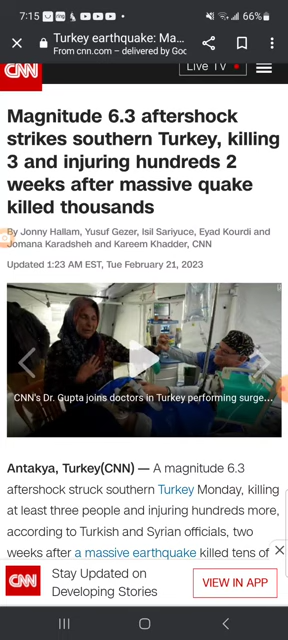 7:15
66%
Turkey earthquake: Ma...
From cnn.com – delivered by Goo
CNN
Live TV
Magnitude 6.3 aftershock
strikes southern Turkey, killing
3 and injuring hundreds 2
weeks after massive quake
killed thousands
By Jonny Hallam, Yusuf Gezer, Isil Sariyuce, Eyad Kourdi and
Jomana Karadsheh and Kareem Khadder, CNN
Updated 1:23 AM EST, Tue February 21, 2023
CNN's Dr. Gupta joins doctors in Turkey performing surge...
Antakya, Turkey(CNN) — A magnitude 6.3
aftershock struck southern Turkey Monday, killing
at least three people and injuring hundreds more,
according to Turkish and Syrian officials, two
weeks after a massive earthquake killed tens of
CNN
Stay Updated on
Developing Stories
VIEW IN APP